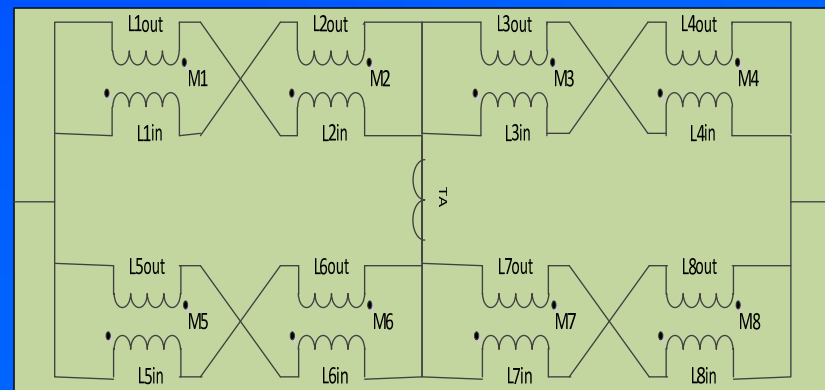 L1out L2out L3out L4out
M1 M2 M3 M4
L1in L2in L3in L4in
TA
L5out L6out L7out L8out
M5 M6 M7 M8
L5in L6in L7in L8in